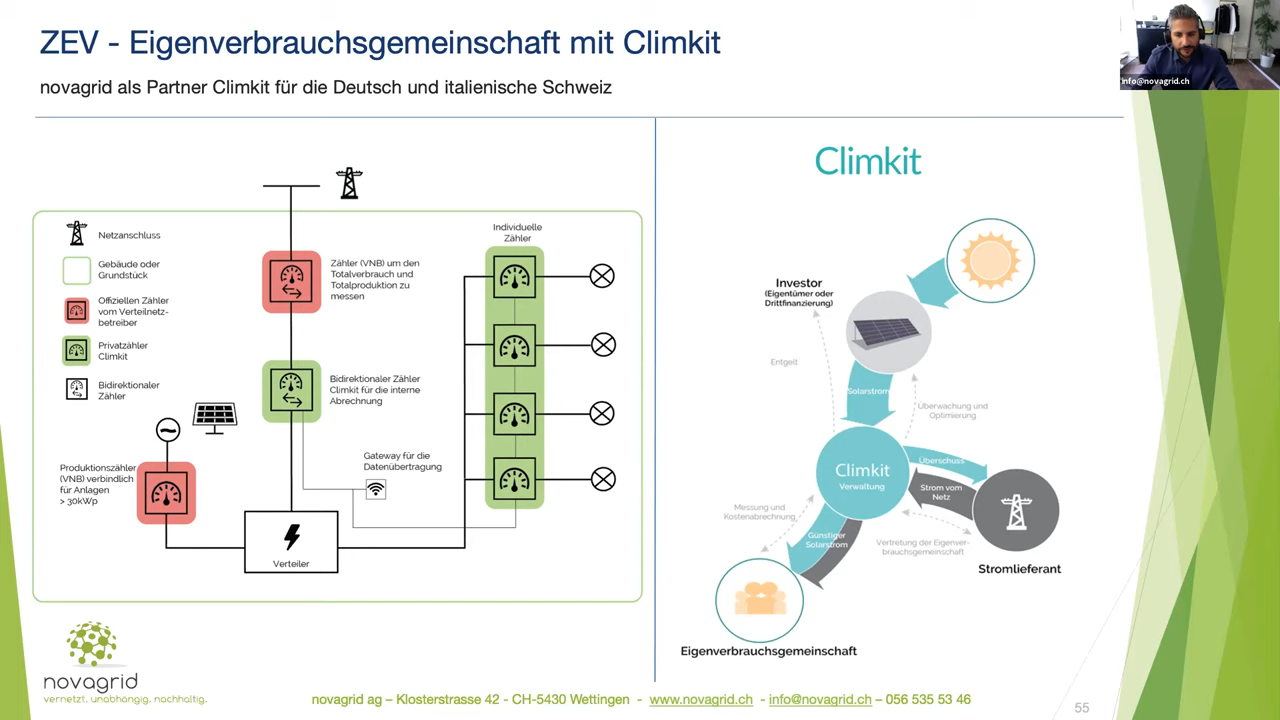 ZEV - Eigenverbrauchsgemeinschaft mit Climkit
novagrid als Partner Climkit für die Deutsch und italienische Schweiz
info@novagrid.ch
Netzanschluss
Gebäude oder
Grundstück
Offiziellen Zähler
vom Verteilnetz-
betreiber
Privatzähler
Climkit
Bidirektionaler
Zähler
Produktionszähler
(VNB) verbindlich
für Anlagen
> 30kWp
Zähler (VNB) um den
Totalverbrauch und
Totalproduktion zu
messen
Bidirektionaler Zähler
Climkit für die interne
Abrechnung
Gateway für die
Datenübertragung
Verteiler
Individuelle
Zähler
Climkit
Investor
(Eigentümer oder
Drittfinanzierung)
Entgelt
Solarstrom
Überwachung und
Optimierung
Climkit
Verwaltung
Überschuss
Strom vom
Netz
Messung und
Kostenabrechnung
Günstiger
Solarstrom
Vertretung der Eigenver-
brauchsgemeinschaft
Stromlieferant
Eigenverbrauchsgemeinschaft
novagrid
vernetzt. unabhängig. nachhaltig.
novagrid ag – Klosterstrasse 42 - CH-5430 Wettingen - www.novagrid.ch - info@novagrid.ch – 056 535 53 46
55